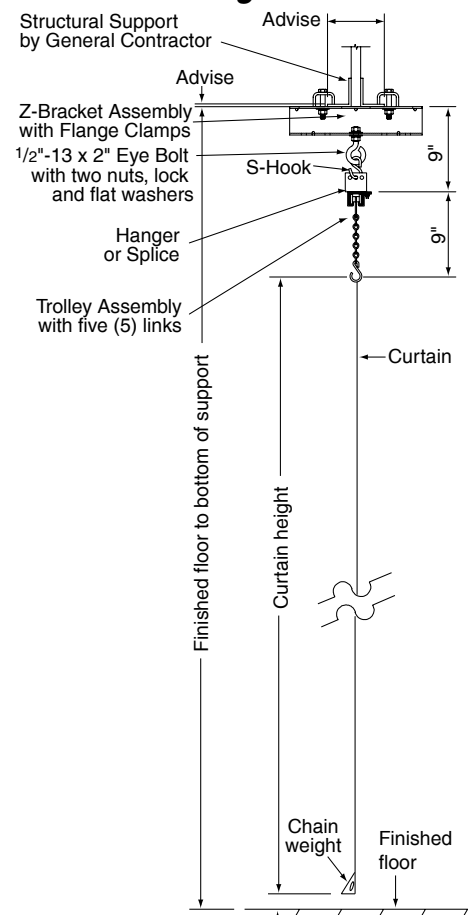 Structural Support
by General Contractor
Advise
Advise
Z-Bracket Assembly
with Flange Clamps
1/2"-13 x 2" Eye Bolt
with two nuts, lock
and flat washers
S-Hook
9"
Hanger
or Splice
9"
Trolley Assembly
with five (5) links
Curtain
Finished floor to bottom of support
Curtain height
Chain
weight
Finished
floor